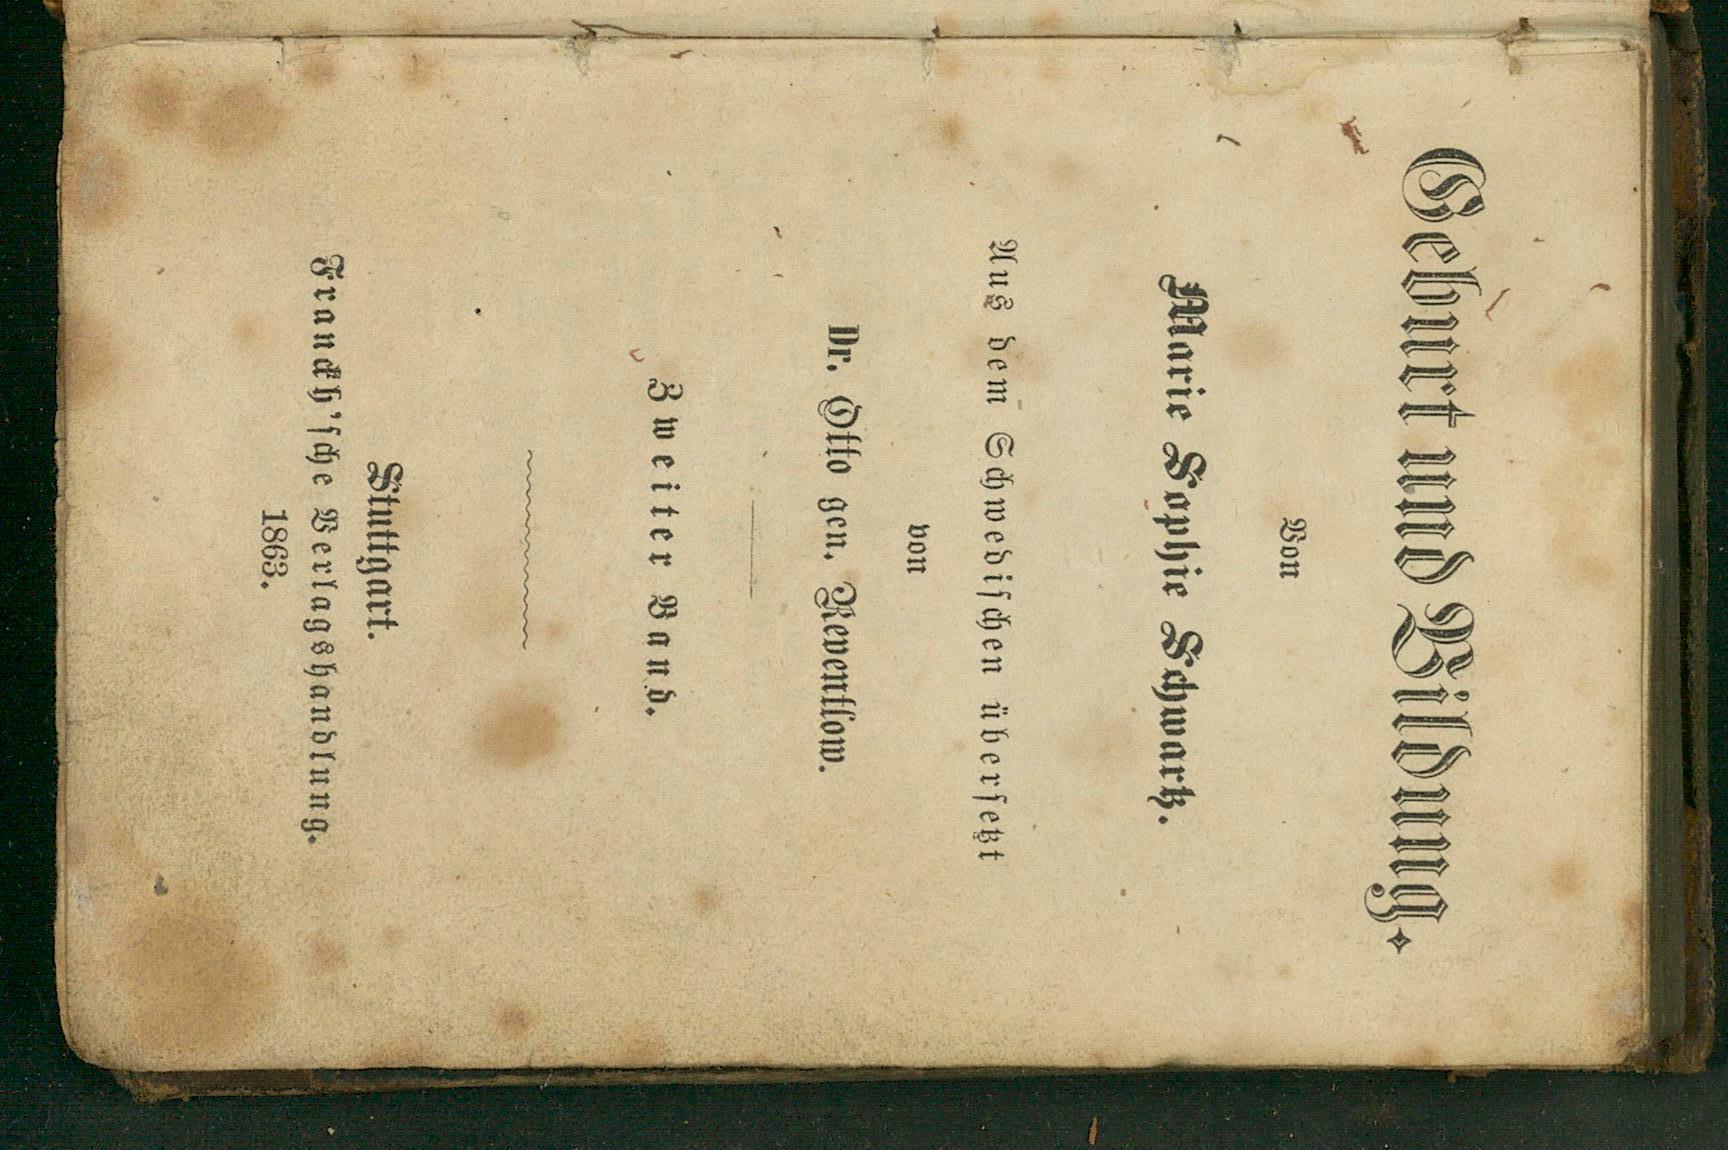 Geburt und Bildung.
Von
Marie Sophie Schwartz.
Aus dem Schwedischen übersetzt
von
Dr. Otto gen. Reventlow.
Zweiter Band.
Stuttgart.
Franckh'sche Verlagshandlung.
1863.